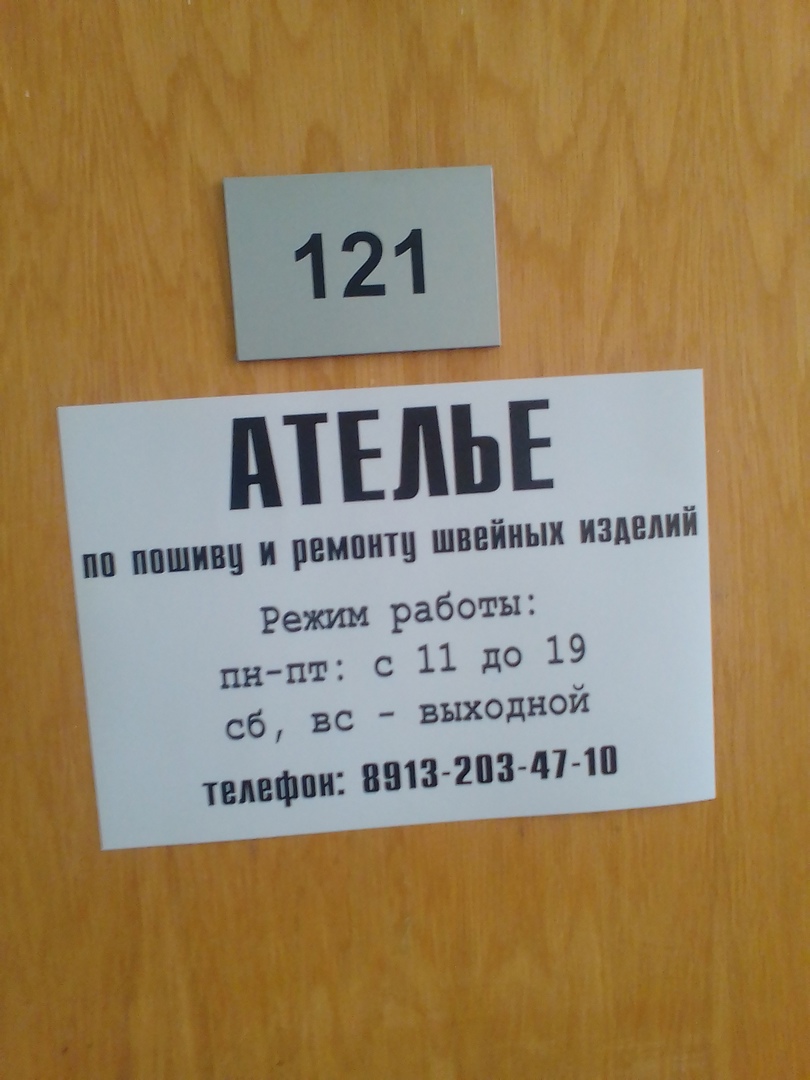 121
АТЕЛЬЕ
по пошиву и ремонту швейных изделий
Режим работы:
пн-пт: с 11 до 19
сб, вс - выходной
телефон: 8913-203-47-10